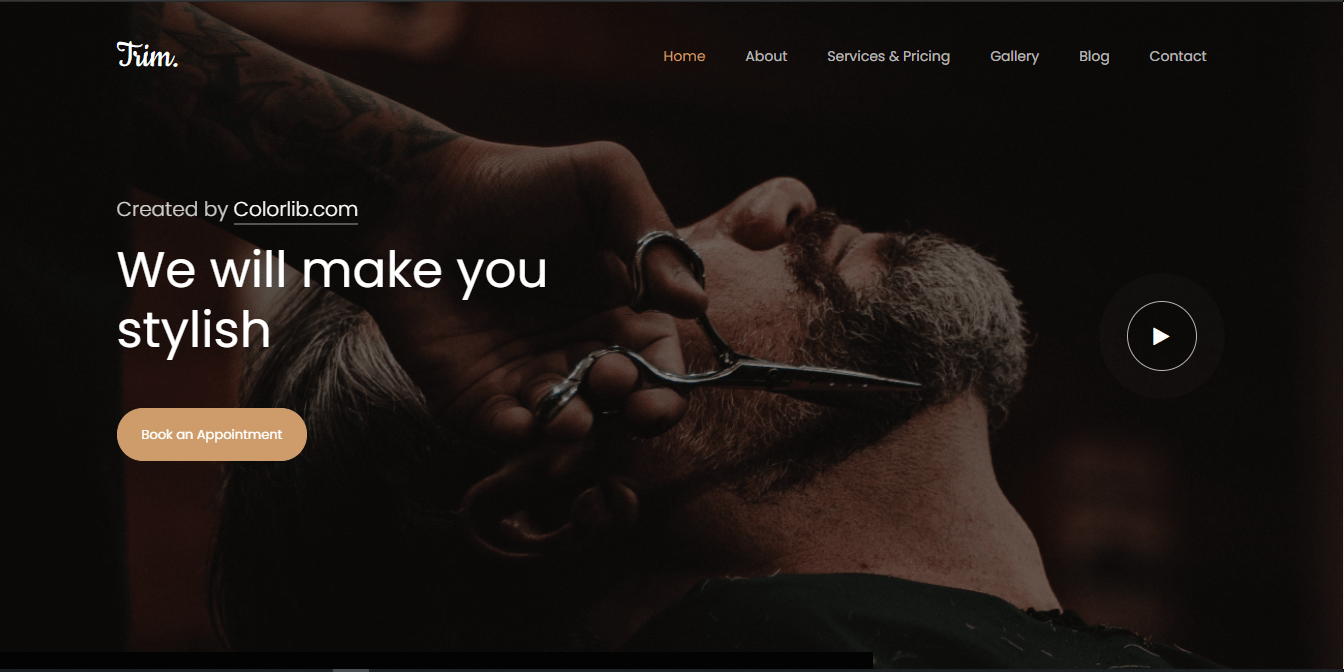 Trim.
Home About Services & Pricing Gallery Blog Contact
Created by Colorlib.com
We will make you
stylish
Book an Appointment